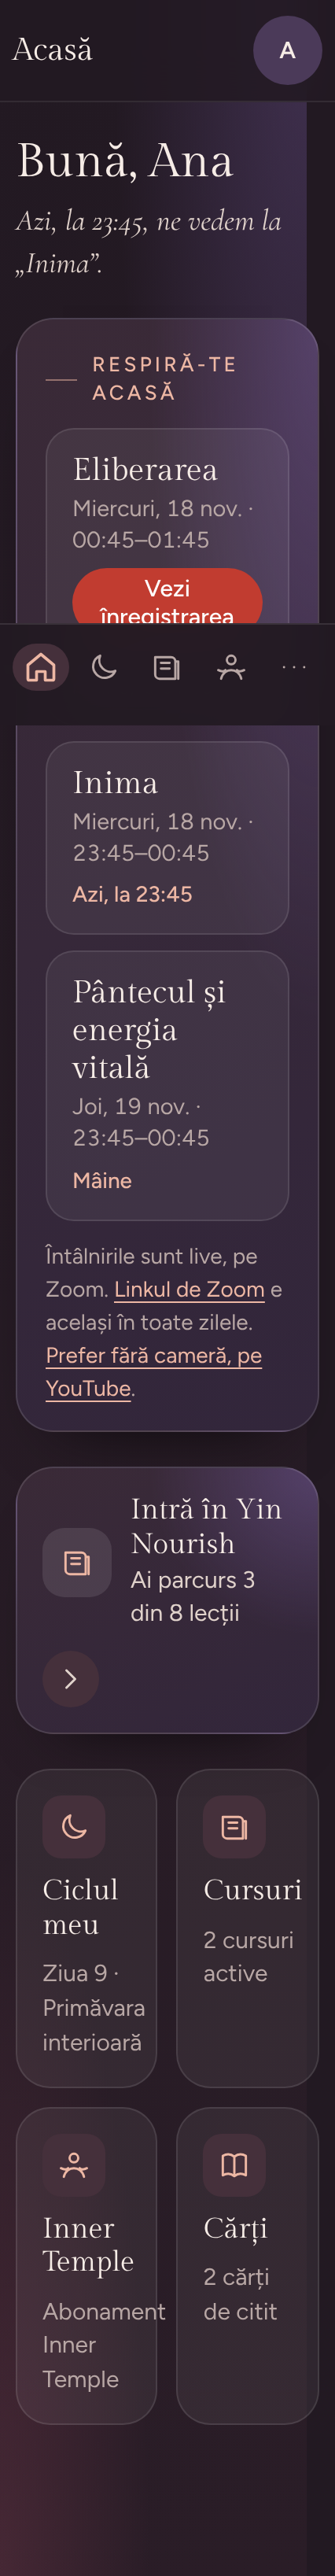 Acasă
A
Bună, Ana
Azi, la 23:45, ne vedem la
„Inima”.
RESPIRĂ-TE
ACASĂ
Eliberarea
Miercuri, 18 nov. ·
00:45–01:45
Vezi
înregistrarea
Inima
Miercuri, 18 nov. ·
23:45–00:45
Azi, la 23:45
Pântecul și
energia
vitală
Joi, 19 nov. ·
23:45–00:45
Mâine
Întâlnirile sunt live, pe
Zoom. Linkul de Zoom e
același în toate zilele.
Prefer fără cameră, pe
YouTube.
Intră în Yin
Nourish
Ai parcurs 3
din 8 lecții
Ciclul
meu
Ziua 9 ·
Primăvara
interioară
Cursuri
2 cursuri
active
Inner
Temple
Abonament
Inner
Temple
Cărți
2 cărți
de citit